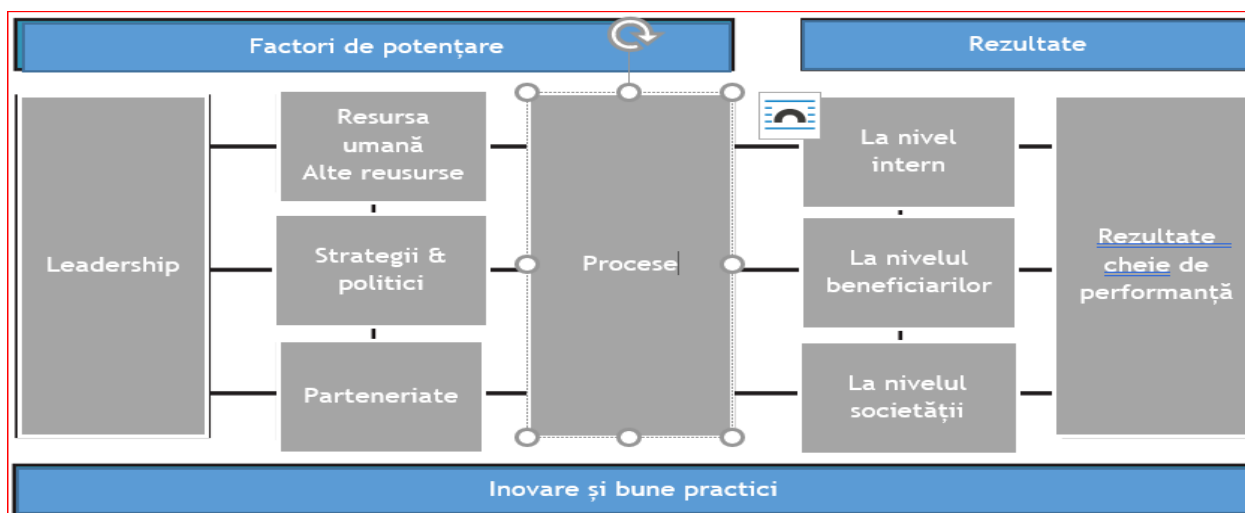 Factori de potențare
Rezultate
Leadership
Resursa
umană
Alte reusurse
Strategii &
politici
Parteneriate
Procese
La nivel
intern
La nivelul
beneficiarilor
La nivelul
societății
Rezultate
cheie de
performanță
Inovare și bune practici